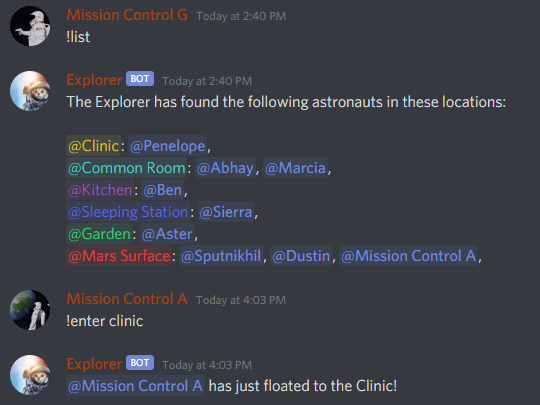 Mission Control G Today at 2:40 PM
!list
Explorer BOT Today at 2:40 PM
The Explorer has found the following astronauts in these locations:
@Clinic: @Penelope,
@Common Room: @Abhay, @Marcia,
@Kitchen: @Ben,
@Sleeping Station: @Sierra,
@Garden: @Aster,
@Mars Surface: @Sputnikhil, @Dustin, @Mission Control A,
Mission Control A Today at 4:03 PM
!enter clinic
Explorer BOT Today at 4:03 PM
@Mission Control A has just floated to the Clinic!